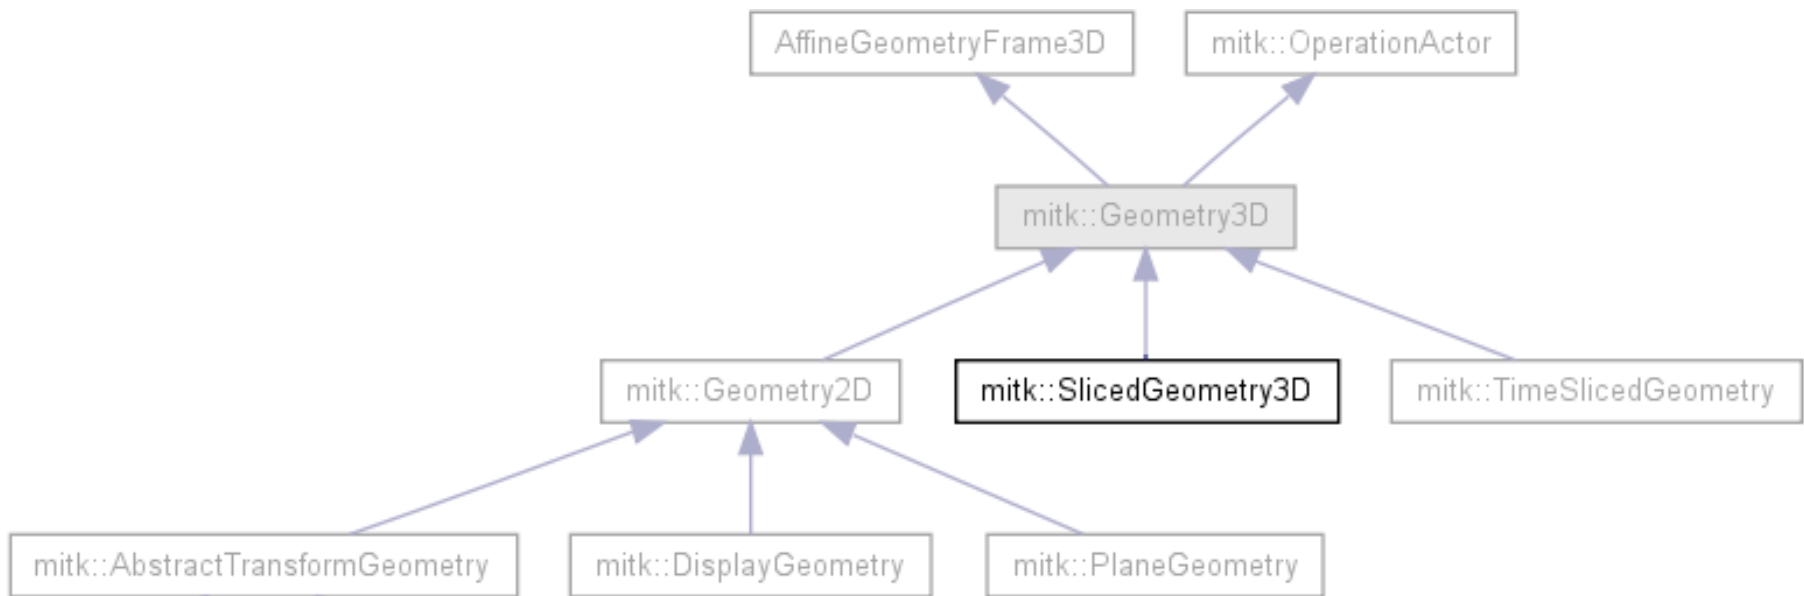 AffineGeometryFrame3D
mitk::OperationActor
mitk::Geometry3D
mitk::Geometry2D
mitk::SlicedGeometry3D
mitk::TimeSlicedGeometry
mitk::AbstractTransformGeometry
mitk::DisplayGeometry
mitk::PlaneGeometry